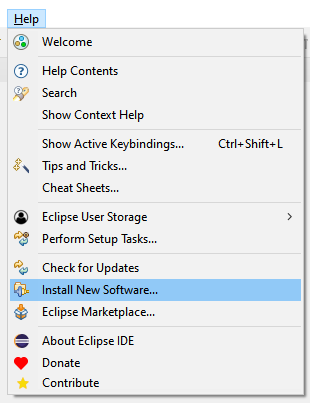 Help
Welcome
Help Contents
Search
Show Context Help
Show Active Keybindings... Ctrl+Shift+L
Tips and Tricks...
Cheat Sheets...
Eclipse User Storage
Perform Setup Tasks...
Check for Updates
Install New Software...
Eclipse Marketplace...
About Eclipse IDE
Donate
Contribute